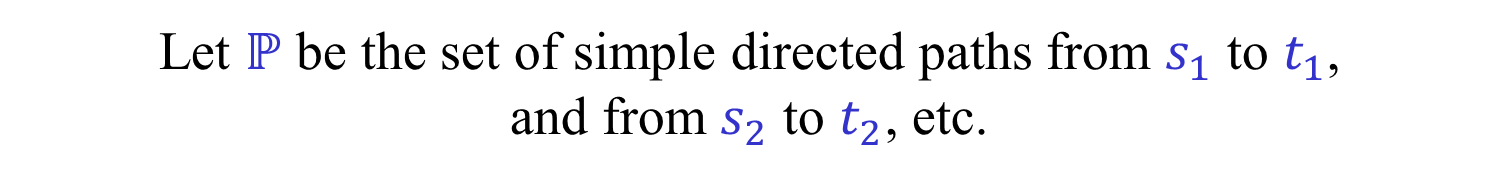 Let ℙ be the set of simple directed paths from s₁ to t₁,
and from s₂ to t₂, etc.